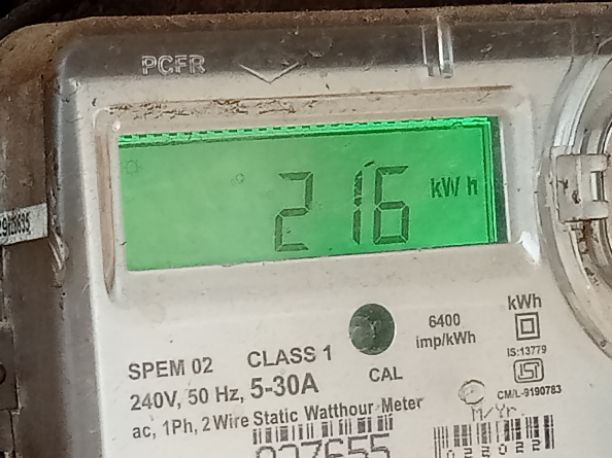 PCFR
216 kWh
6400
imp/kWh
kWh
IS:13779
CAL
CM/L-9190783
SPEM 02 CLASS 1
240V, 50 Hz, 5-30A
ac, 1Ph, 2 Wire Static Watthour Meter
M/Yr.
022022